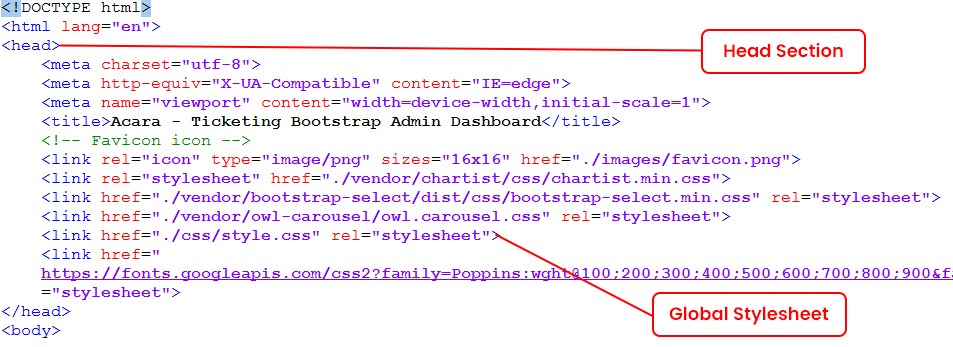 <!DOCTYPE html>
<html lang="en">
<head>
Head Section
<meta charset="utf-8">
<meta http-equiv="X-UA-Compatible" content="IE=edge">
<meta name="viewport" content="width=device-width,initial-scale=1">
<title>Acara - Ticketing Bootstrap Admin Dashboard</title>
<!-- Favicon icon -->
<link rel="icon" type="image/png" sizes="16x16" href="./images/favicon.png">
<link rel="stylesheet" href="./vendor/chartist/css/chartist.min.css">
<link href="./vendor/bootstrap-select/dist/css/bootstrap-select.min.css" rel="stylesheet">
<link href="./vendor/owl-carousel/owl.carousel.css" rel="stylesheet">
<link href="./css/style.css" rel="stylesheet">
<link href="
https://fonts.googleapis.com/css2?family=Poppins:wght@100;200;300;400;500;600;700;800;900&f
="stylesheet">
Global Stylesheet
</head>
<body>